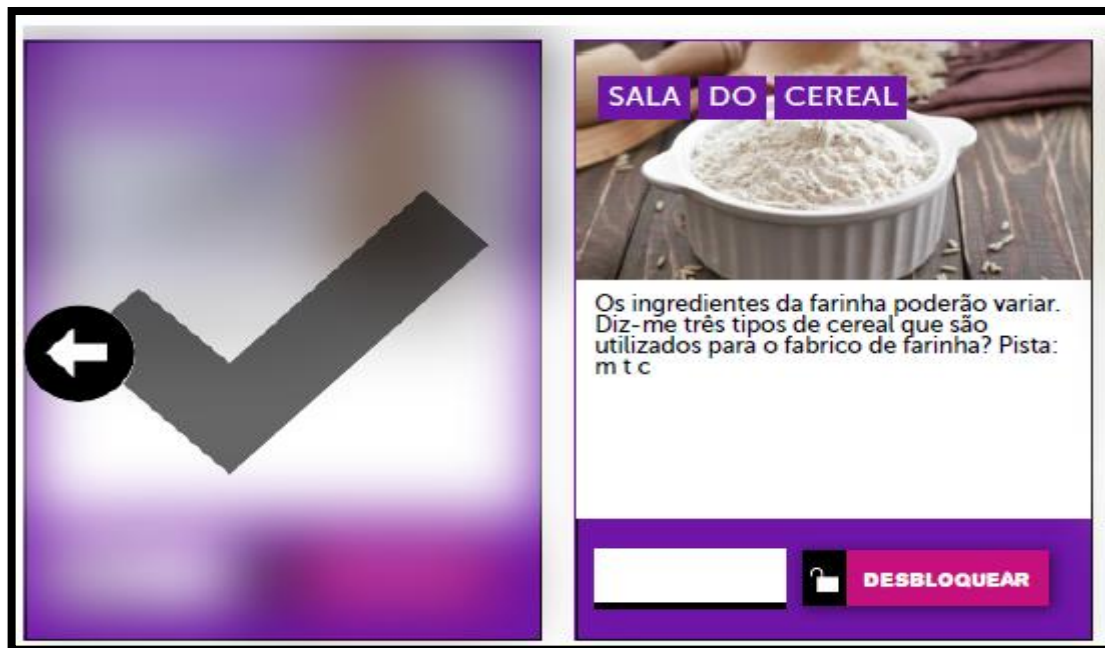 SALA DO CEREAL
Os ingredientes da farinha poderão variar.
Diz-me três tipos de cereal que são
utilizados para o fabrico de farinha? Pista:
m t c
DESBLOQUEAR